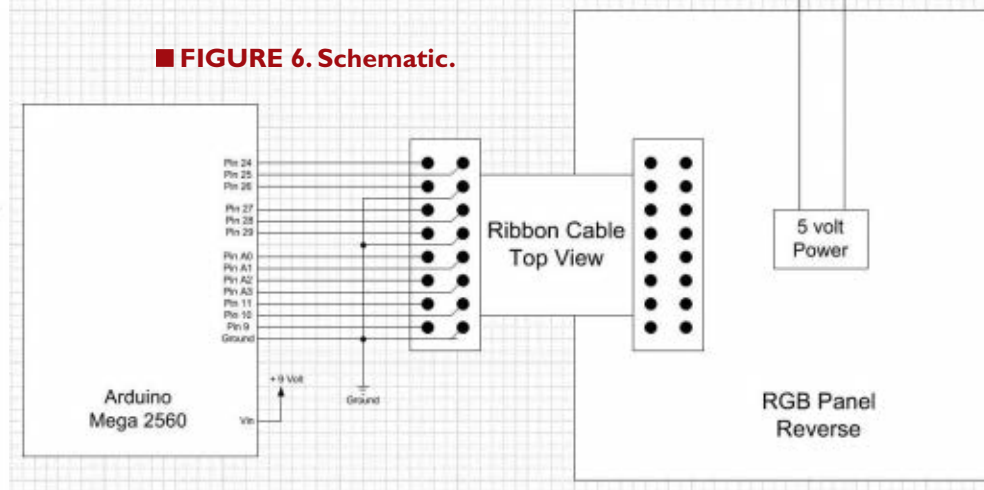 ■ FIGURE 6. Schematic.
Pin 24
Pin 25
Pin 26
Pin 27
Pin 28
Pin 29
Pin A0
Pin A1
Pin A2
Pin A3
Pin 11
Pin 10
Pin 9
Ground
+ 9 Volt
Ground
Vin
Arduino
Mega 2560
Ribbon Cable
Top View
5 volt
Power
RGB Panel
Reverse